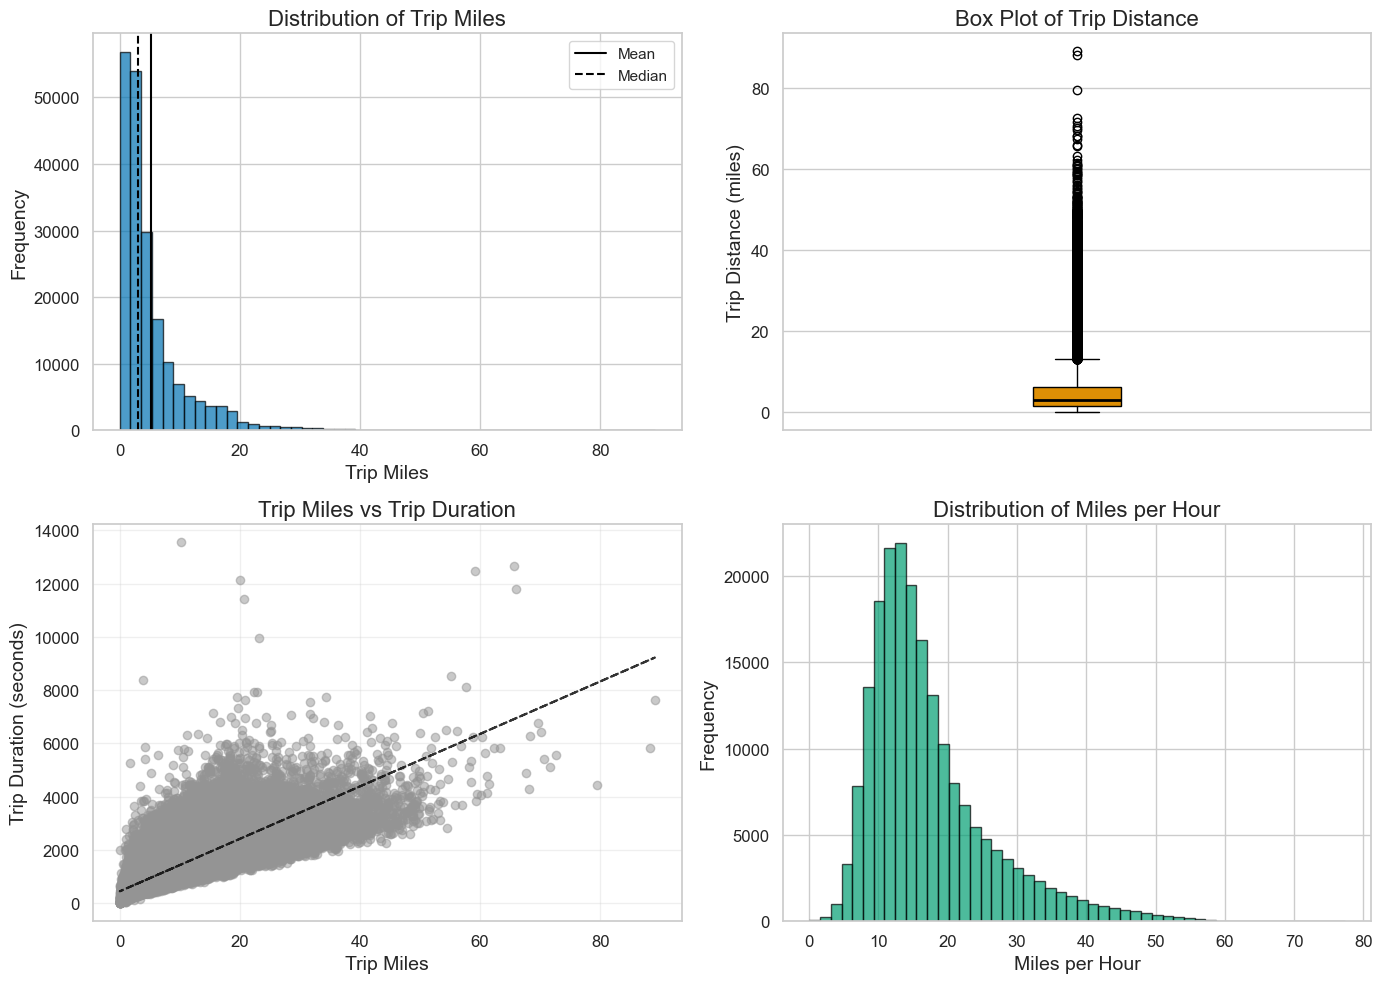 Distribution of Trip Miles
Mean
Median
50000
40000
30000
20000
10000
0
Frequency
0 20 40 60 80
Trip Miles
Box Plot of Trip Distance
80
60
40
20
0
Trip Distance (miles)
Trip Miles vs Trip Duration
14000
12000
10000
8000
6000
4000
2000
0
Trip Duration (seconds)
0 20 40 60 80
Trip Miles
Distribution of Miles per Hour
20000
15000
10000
5000
0
Frequency
0 10 20 30 40 50 60 70 80
Miles per Hour